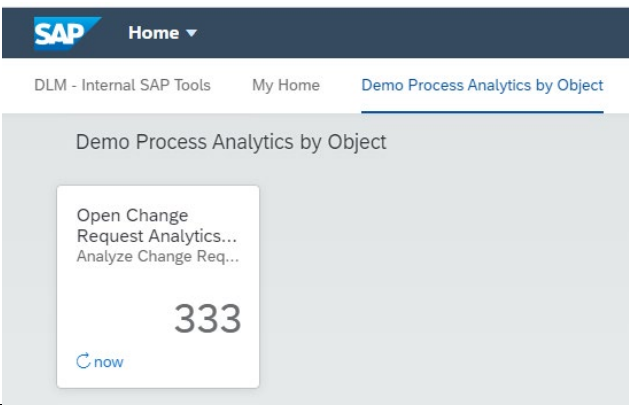 SAP Home
DLM - Internal SAP Tools My Home Demo Process Analytics by Object
Demo Process Analytics by Object
Open Change
Request Analytics...
Analyze Change Req...
333
now